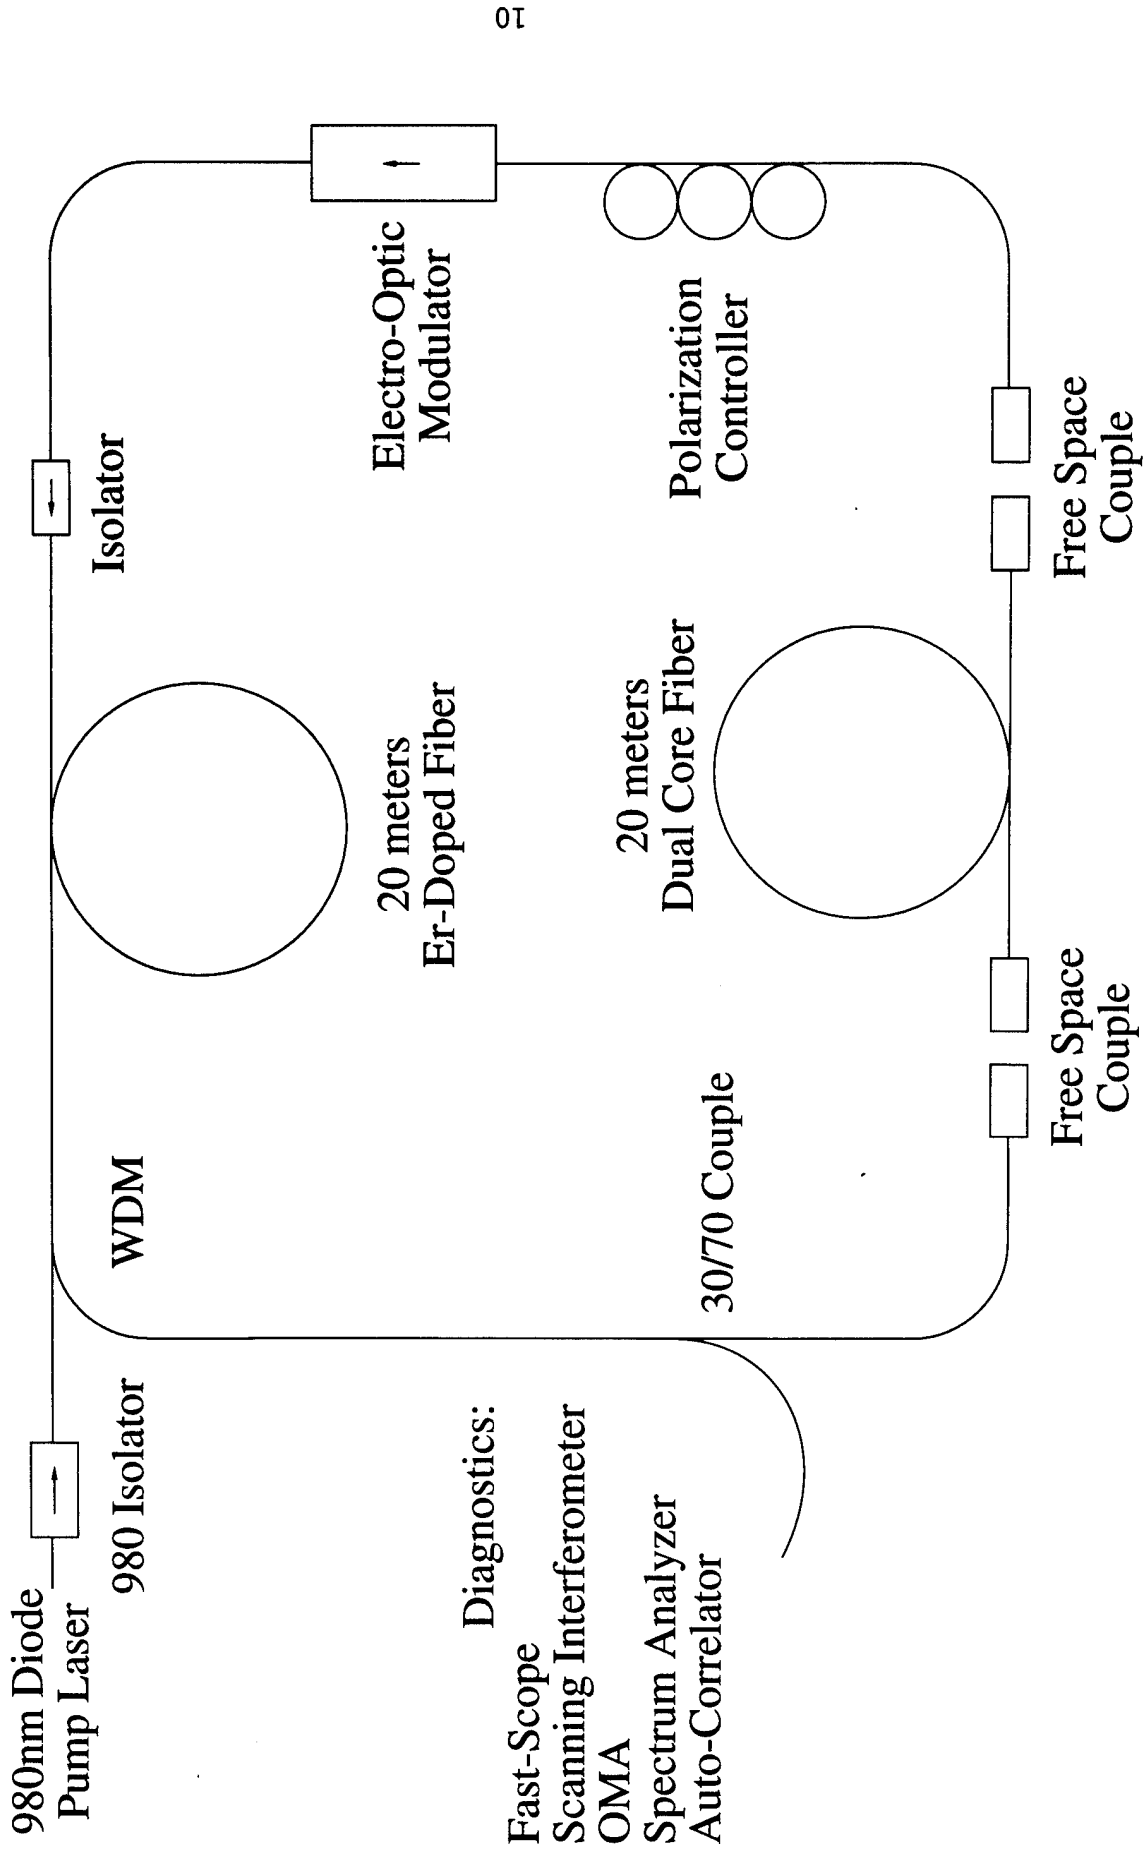 980nm Diode
Pump Laser
980 Isolator
WDM
Isolator
20 meters
Er-Doped Fiber
Electro-Optic
Modulator
Diagnostics:
Fast-Scope
Scanning Interferometer
OMA
Spectrum Analyzer
Auto-Correlator
30/70 Couple
20 meters
Dual Core Fiber
Polarization
Controller
Free Space
Couple
Free Space
Couple
10